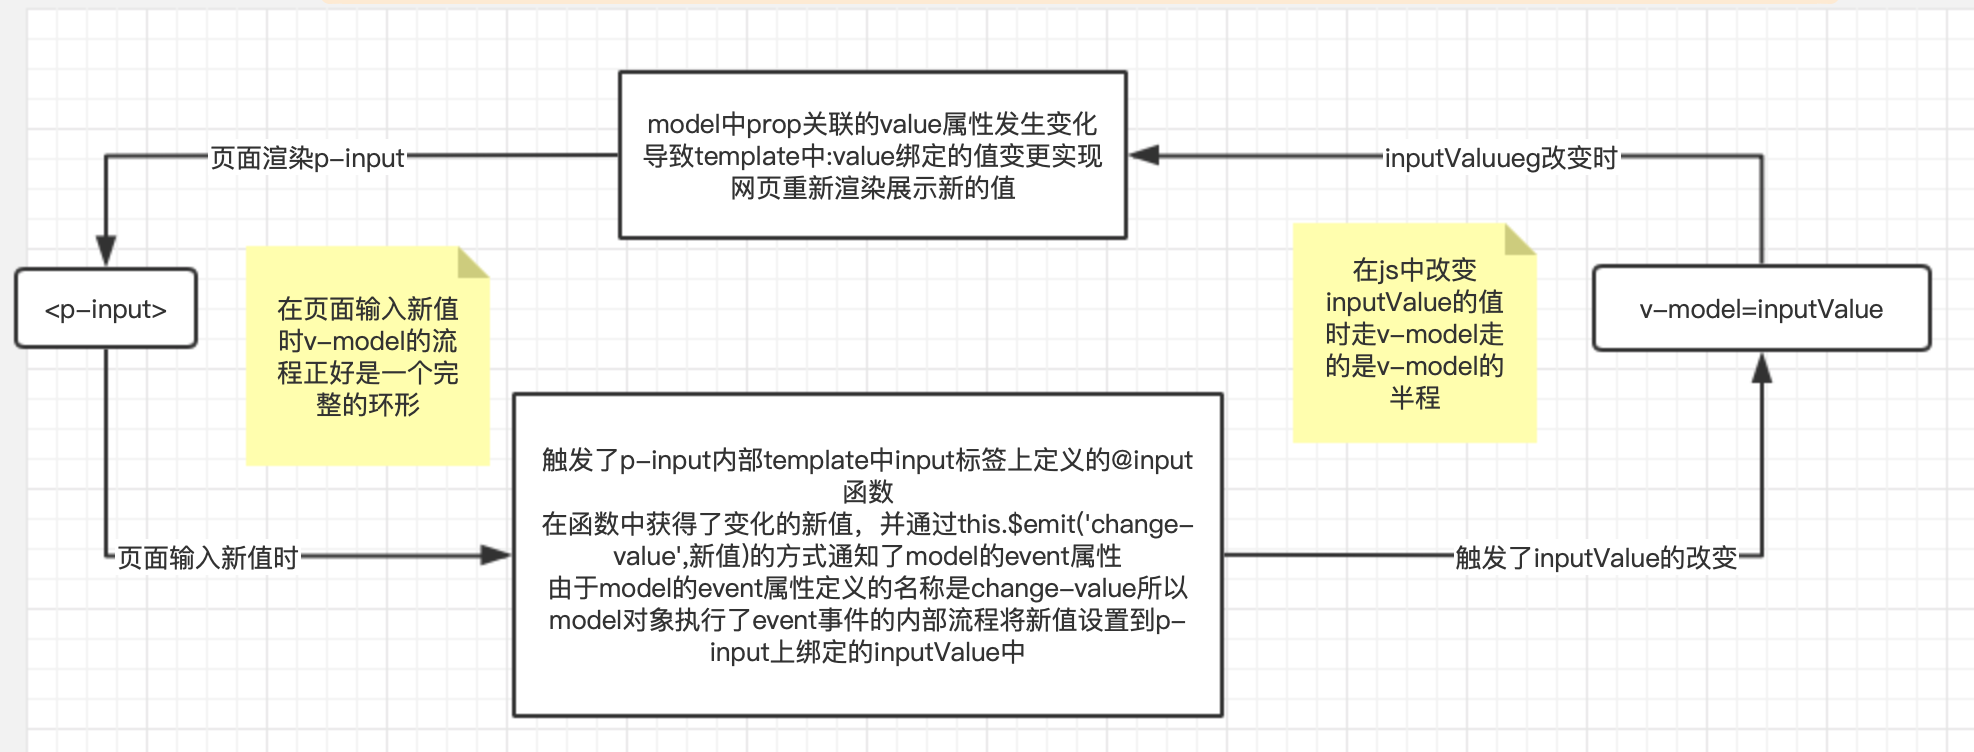 model中prop关联的value属性发生变化
导致template中:value绑定的值变更实现
网页重新渲染展示新的值
页面渲染p-input
inputValuueg改变时
<p-input>
在页面输入新值
时v-model的流
程正好是一个完
整的环形
在js中改变
inputValue的值
时走v-model走
的是v-model的
半程
v-model=inputValue
触发了p-input内部template中input标签上定义的@input
函数
在函数中获得了变化的新值，并通过this.$emit('change-
value',新值)的方式通知了model的event属性
由于model的event属性定义的名称是change-value所以
model对象执行了event事件的内部流程将新值设置到p-
input上绑定的inputValue中
页面输入新值时
触发了inputValue的改变